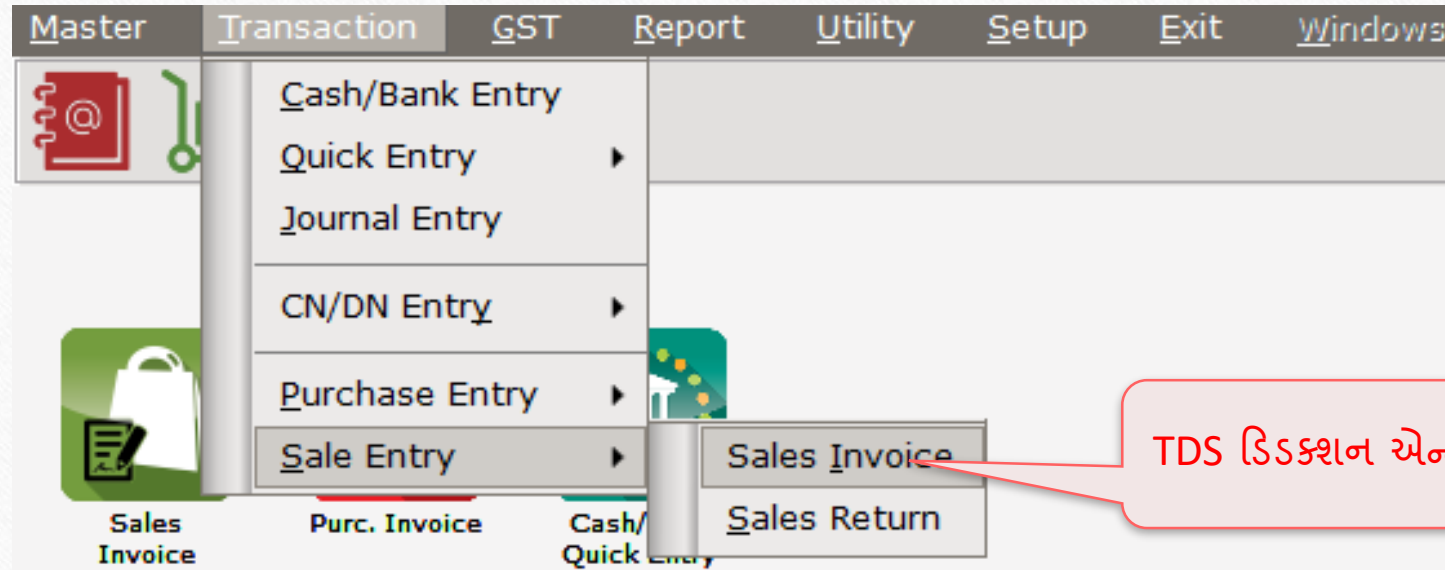 Master Transaction GST Report Utility Setup Exit Windows
@
Cash/Bank Entry
Quick Entry
Journal Entry
CN/DN Entry
Purchase Entry
Sale Entry
Sales Invoice
Sales Return
TDS ડિડક્શન
Sales
Invoice
Purc. Invoice
Cash/
Quick Entry